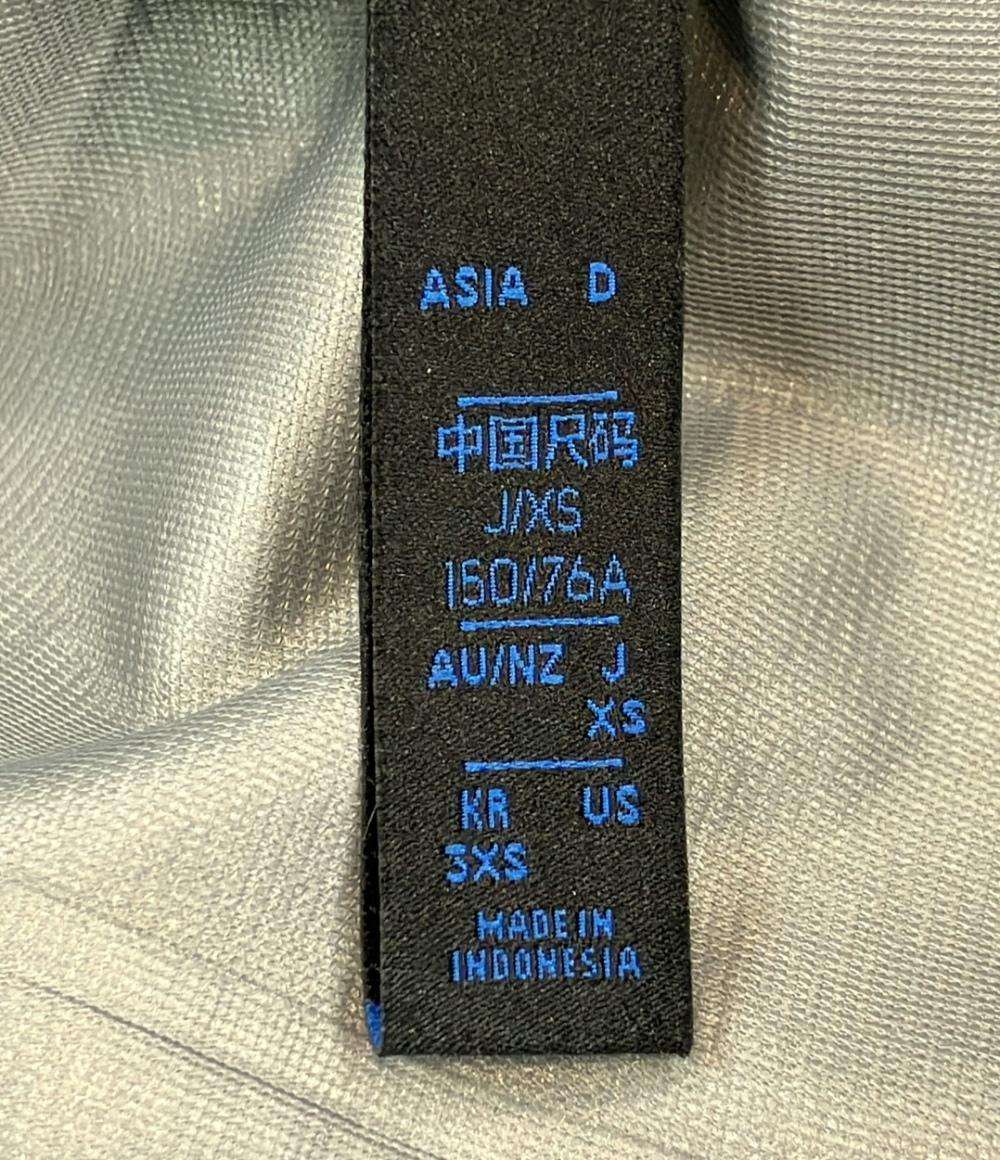 ASIA D
中国尺码
J/XS
160/76A
AU/NZ J
XS
KR US
3XS
MADE IN
INDONESIA